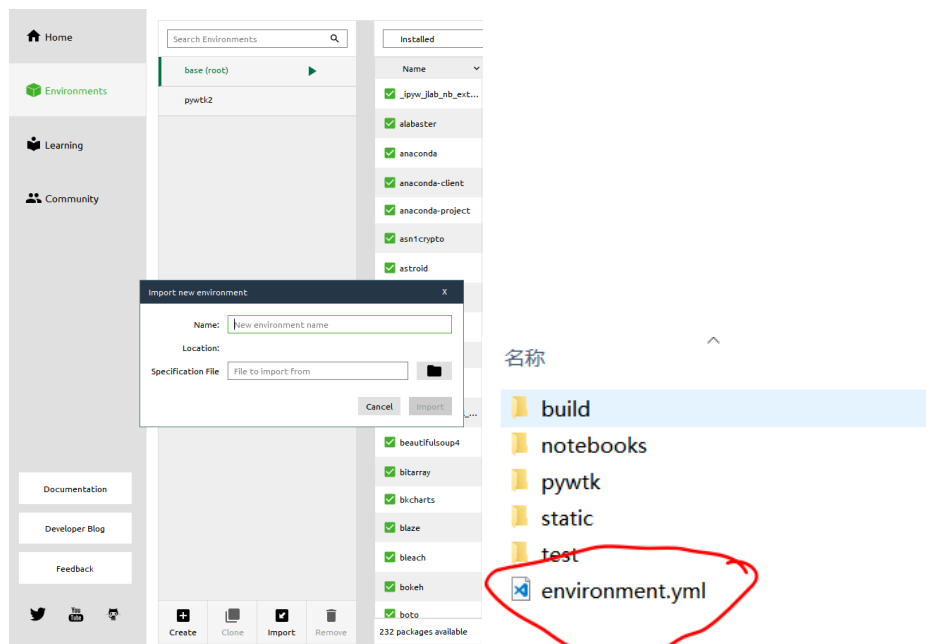 Home
Environments
Learning
Community
Documentation
Developer Blog
Feedback
You
Tube
Search Environments
base (root)
pywtk2
Create
Clone
Import
Remove
Installed
Name
_ipyw_jlab_nb_ext...
alabaster
anaconda
anaconda-client
anaconda-project
asn1crypto
astroid
beautifulsoup4
bitarray
bkcharts
blaze
bleach
bokeh
boto
232 packages available
Import new environment
X
Name:
New environment name
Location:
Specification File
File to import from
Cancel
Import
名称
build
notebooks
pywtk
static
test
environment.yml